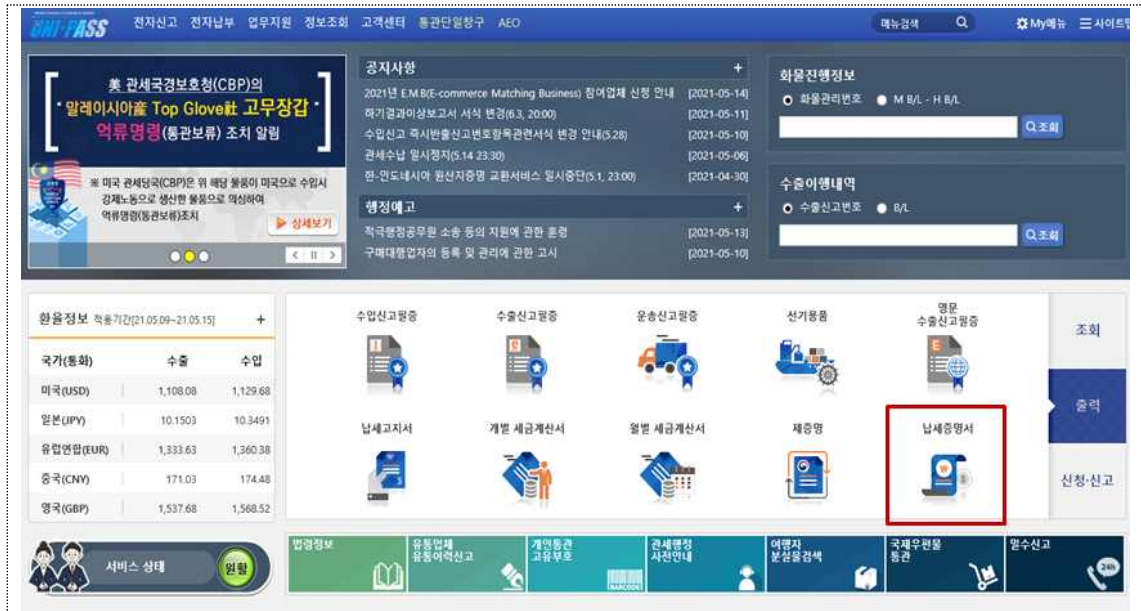 UNI-PASS
전자신고 전자납부 업무지원 정보조회 고객센터 통관단일창구 AEO
메뉴검색
My메뉴
사이트맵
美 관세국경보호청(CBP)의
말레이시아産 Top Glove社 고무장갑
억류명령(통관보류) 조치 알림
※ 미국 관세당국(CBP)은 위 해당 물품이 미국으로 수입시
강제노동으로 생산한 물품으로 의심하여
억류명령(통관보류)조치
상세보기
공지사항 +
2021년 E.M.B(E-commerce Matching Business) 참여업체 신청 안내 [2021-05-14]
하기결과이상보고서 서식 변경(6.3, 20:00) [2021-05-11]
수입신고 즉시반출신고번호항목관련서식 변경 안내(5.28) [2021-05-10]
관세수납 일시정지(5.14 23:30) [2021-05-06]
한-인도네시아 원산지증명 교환서비스 일시중단(5.1, 23:00) [2021-04-30]
행정예고 +
적극행정공무원 소송 등의 지원에 관한 훈령 [2021-05-13]
구매대행업자의 등록 및 관리에 관한 고시 [2021-05-10]
화물진행정보
화물관리번호 M B/L - H B/L
조회
수출이행내역
수출신고번호 B/L
조회
환율정보 적용기간[21.05.09~21.05.15] +
국가(통화) 수출 수입
미국(USD) 1,108.08 1,129.68
일본(JPY) 10.1503 10.3491
유럽연합(EUR) 1,333.63 1,360.38
중국(CNY) 171.03 174.48
영국(GBP) 1,537.68 1,568.52
서비스 상태 원활
수입신고필증 수출신고필증 운송신고필증 선기용품 영문
수출신고필증
납세고지서 개별 세금계산서 월별 세금계산서 제증명 납세증명서
조회
출력
신청·신고
법령정보
유통업체
유통이력신고
개인통관
고유부호
BARCODE
관세행정
사전안내
여행자
분실물검색
국제우편물
통관
밀수신고
24h